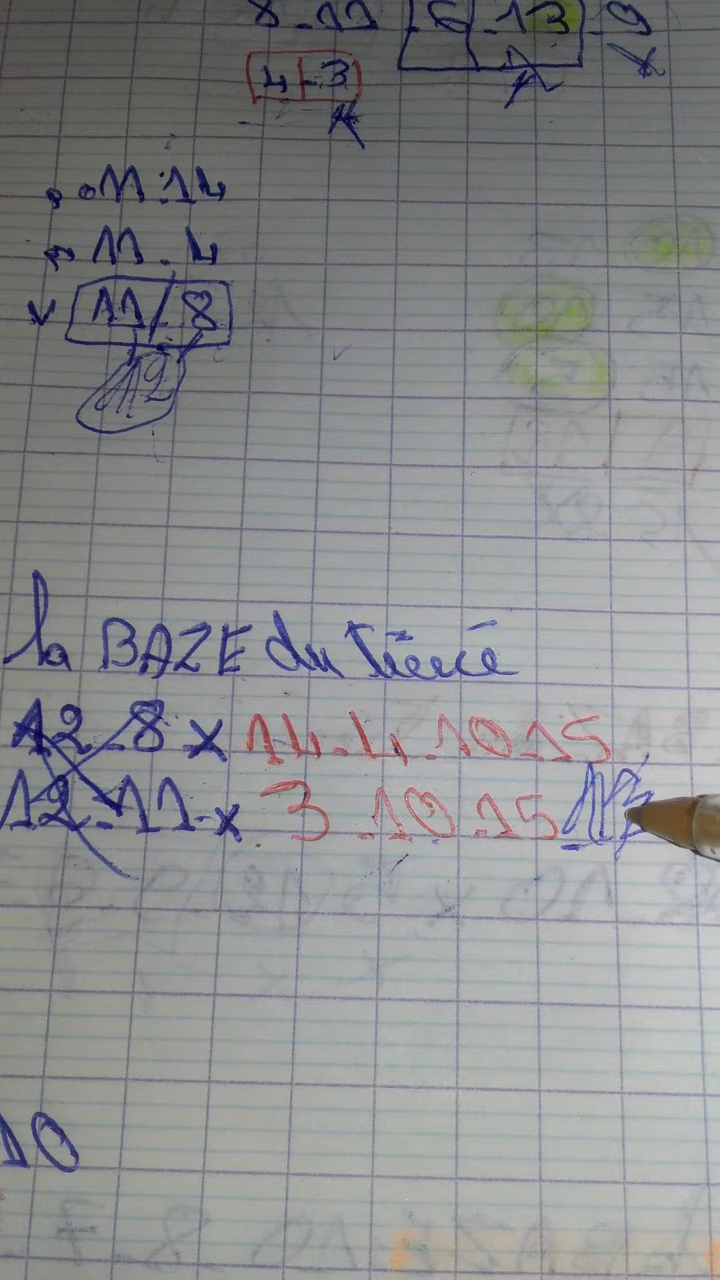 8-11-6-13-9
4-3
11.14
11.4
11/8
12
la BAZE du tiercé
12-8 x 14.4.10.15
12-11-x 3.10.15 13
10